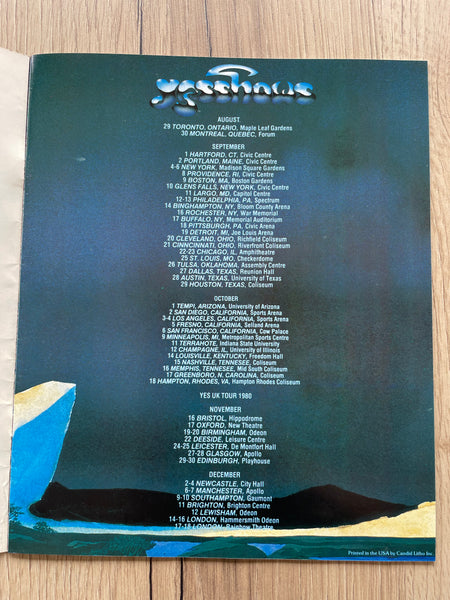 yesshows
AUGUST
29 TORONTO, ONTARIO, Maple Leaf Gardens
30 MONTREAL, QUEBEC, Forum
SEPTEMBER
1 HARTFORD, CT, Civic Centre
2 PORTLAND, MAINE, Civic Centre
4-6 NEW YORK, Madison Square Gardens
8 PROVIDENCE, RI, Civic Centre
9 BOSTON, MA, Boston Gardens
10 GLENS FALLS, NEW YORK, Civic Centre
11 LARGO, MD, Capitol Centre
12-13 PHILADELPHIA, PA, Spectrum
14 BINGHAMPTON, NY, Bloom County Arena
16 ROCHESTER, NY, War Memorial
17 BUFFALO, NY, Memorial Auditorium
18 PITTSBURGH, PA, Civic Arena
19 DETROIT, MI, Joe Louis Arena
20 CLEVELAND, OHIO, Richfield Coliseum
21 CINNCINNATI, OHIO, Riverfront Coliseum
22-23 CHICAGO, IL, Amphitheatre
25 ST. LOUIS, MO, Checkerdome
26 TULSA, OKLAHOMA, Assembly Centre
27 DALLAS, TEXAS, Reunion Hall
28 AUSTIN, TEXAS, University of Texas
29 HOUSTON, TEXAS, Coliseum
OCTOBER
1 TEMPI, ARIZONA, University of Arizona
2 SAN DIEGO, CALIFORNIA, Sports Arena
3-4 LOS ANGELES, CALIFORNIA, Sports Arena
5 FRESNO, CALIFORNIA, Selland Arena
6 SAN FRANCISCO, CALIFORNIA, Cow Palace
9 MINNEAPOLIS, MI, Metropolitan Sports Centre
11 TERRAHOTE, Indiana State University
12 CHAMPAGNE, IL, University of Illinois
14 LOUISVILLE, KENTUCKY, Freedom Hall
15 NASHVILLE, TENNESEE, Coliseum
16 MEMPHIS, TENNESEE, Mid South Coliseum
17 GREENBORO, N. CAROLINA, Coliseum
18 HAMPTON, RHODES, VA, Hampton Rhodes Coliseum
YES UK TOUR 1980
NOVEMBER
16 BRISTOL, Hippodrome
17 OXFORD, New Theatre
19-20 BIRMINGHAM, Odeon
22 DEESIDE, Leisure Centre
24-25 LEICESTER, De Montfort Hall
27-28 GLASGOW, Apollo
29-30 EDINBURGH, Playhouse
DECEMBER
2-4 NEWCASTLE, City Hall
6-7 MANCHESTER, Apollo
9-10 SOUTHAMPTON, Gaumont
11 BRIGHTON, Brighton Centre
12 LEWISHAM, Odeon
14-16 LONDON, Hammersmith Odeon
17-18 LONDON, Rainbow Theatre
Printed in the USA by Candid Litho Inc.